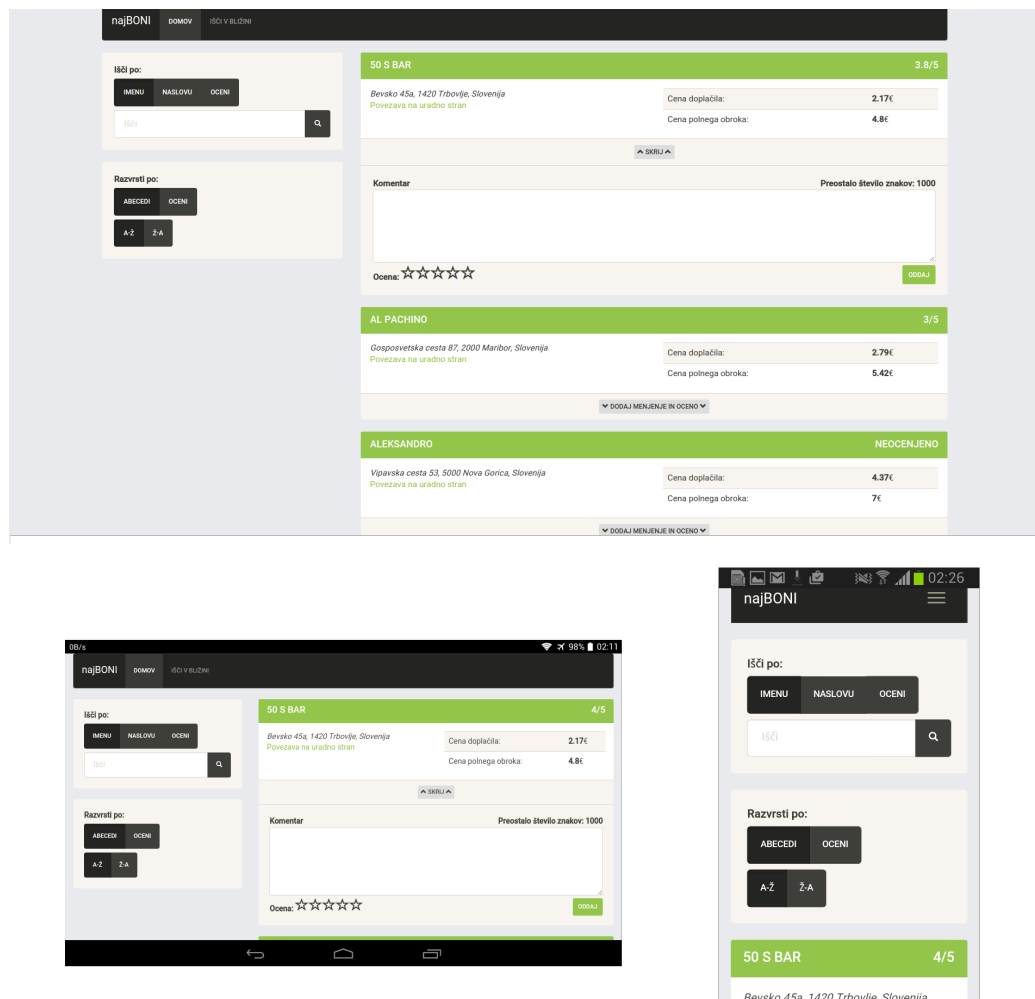 najBONI DOMOV IŠČI V BLIŽINI
Išči po:
IMENU NASLOVU OCENI
Išči
Razvrsti po:
ABECEDI OCENI
A-Ž Ž-A
50 S BAR 3.8/5
Bevsko 45a, 1420 Trbovlje, Slovenija
Povezava na uradno stran
Cena doplačila: 2.17€
Cena polnega obroka: 4.8€
SKRIJ
Komentar Preostalo število znakov: 1000
Ocena: ODDAJ
AL PACHINO 3/5
Gosposvetska cesta 87, 2000 Maribor, Slovenija
Povezava na uradno stran
Cena doplačila: 2.79€
Cena polnega obroka: 5.42€
DODAJ MENJENJE IN OCENO
ALEKSANDRO NEOCENJENO
Vipavska cesta 53, 5000 Nova Gorica, Slovenija
Povezava na uradno stran
Cena doplačila: 4.37€
Cena polnega obroka: 7€
DODAJ MENJENJE IN OCENO
0B/s 98% 02:11
najBONI DOMOV IŠČI V BLIŽINI
Išči po:
IMENU NASLOVU OCENI
Išči
Razvrsti po:
ABECEDI OCENI
A-Ž Ž-A
50 S BAR 4/5
Bevsko 45a, 1420 Trbovlje, Slovenija
Povezava na uradno stran
Cena doplačila: 2.17€
Cena polnega obroka: 4.8€
SKRIJ
Komentar Preostalo število znakov: 1000
Ocena: ODDAJ
02:26
najBONI
Išči po:
IMENU NASLOVU OCENI
Išči
Razvrsti po:
ABECEDI OCENI
A-Ž Ž-A
50 S BAR 4/5
Bevsko 45a, 1420 Trbovlje, Slovenija